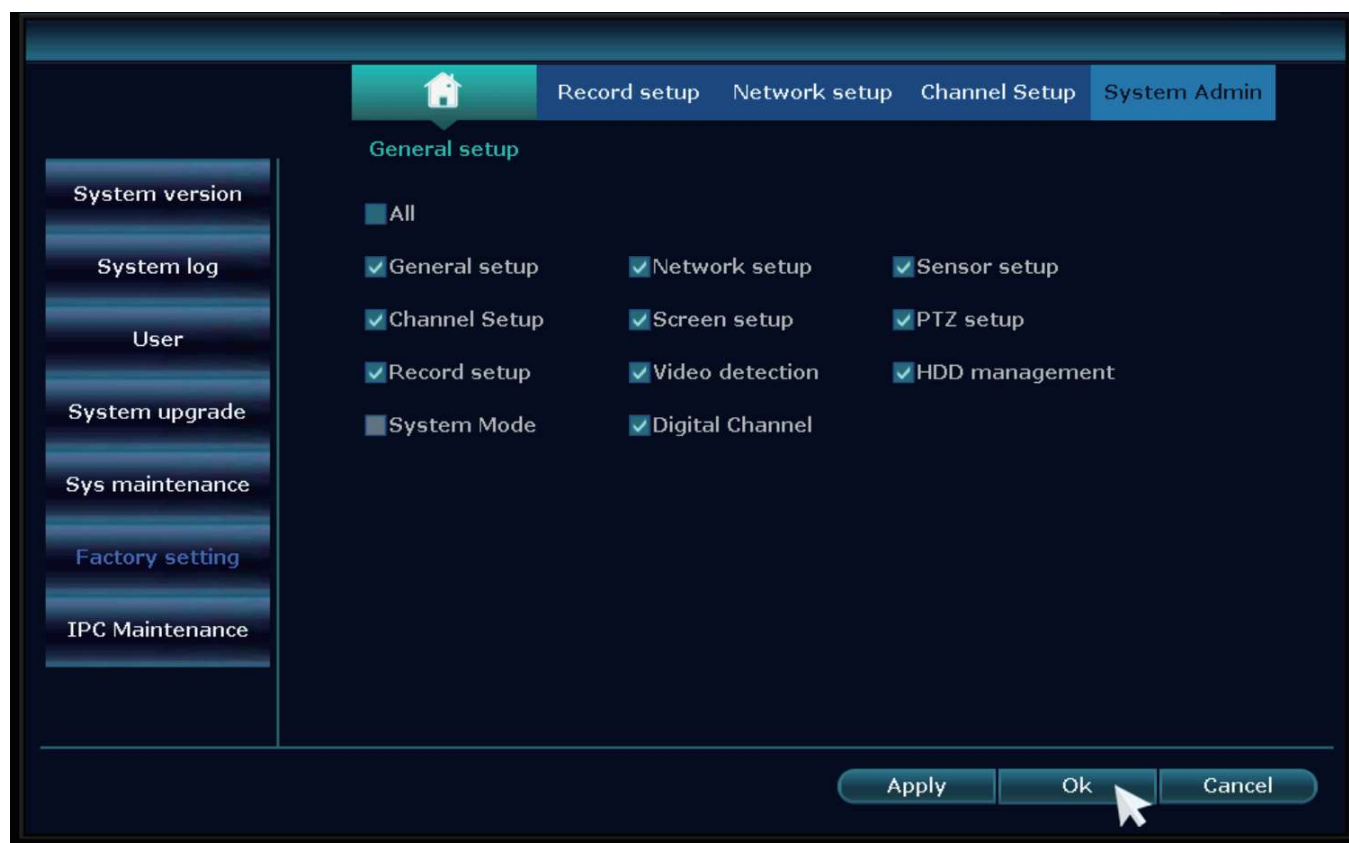 Record setup Network setup Channel Setup System Admin
General setup
System version
System log
User
System upgrade
Sys maintenance
Factory setting
IPC Maintenance
All
General setup Network setup Sensor setup
Channel Setup Screen setup PTZ setup
Record setup Video detection HDD management
System Mode Digital Channel
Apply Ok Cancel